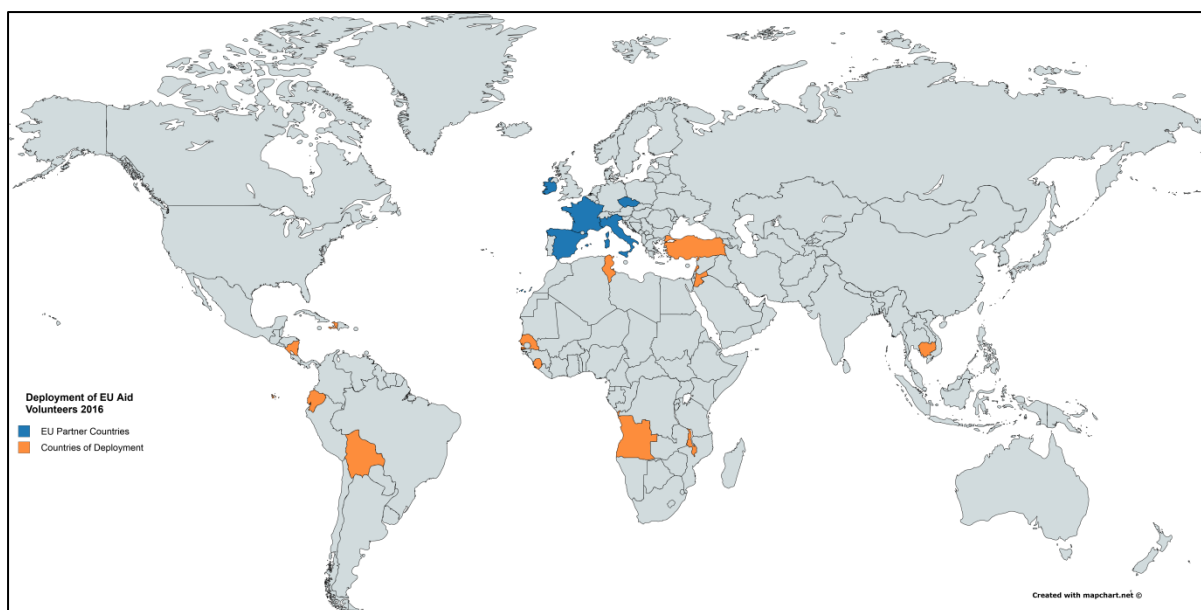 Deployment of EU Aid
Volunteers 2016
EU Partner Countries
Countries of Deployment
Created with mapchart.net ©